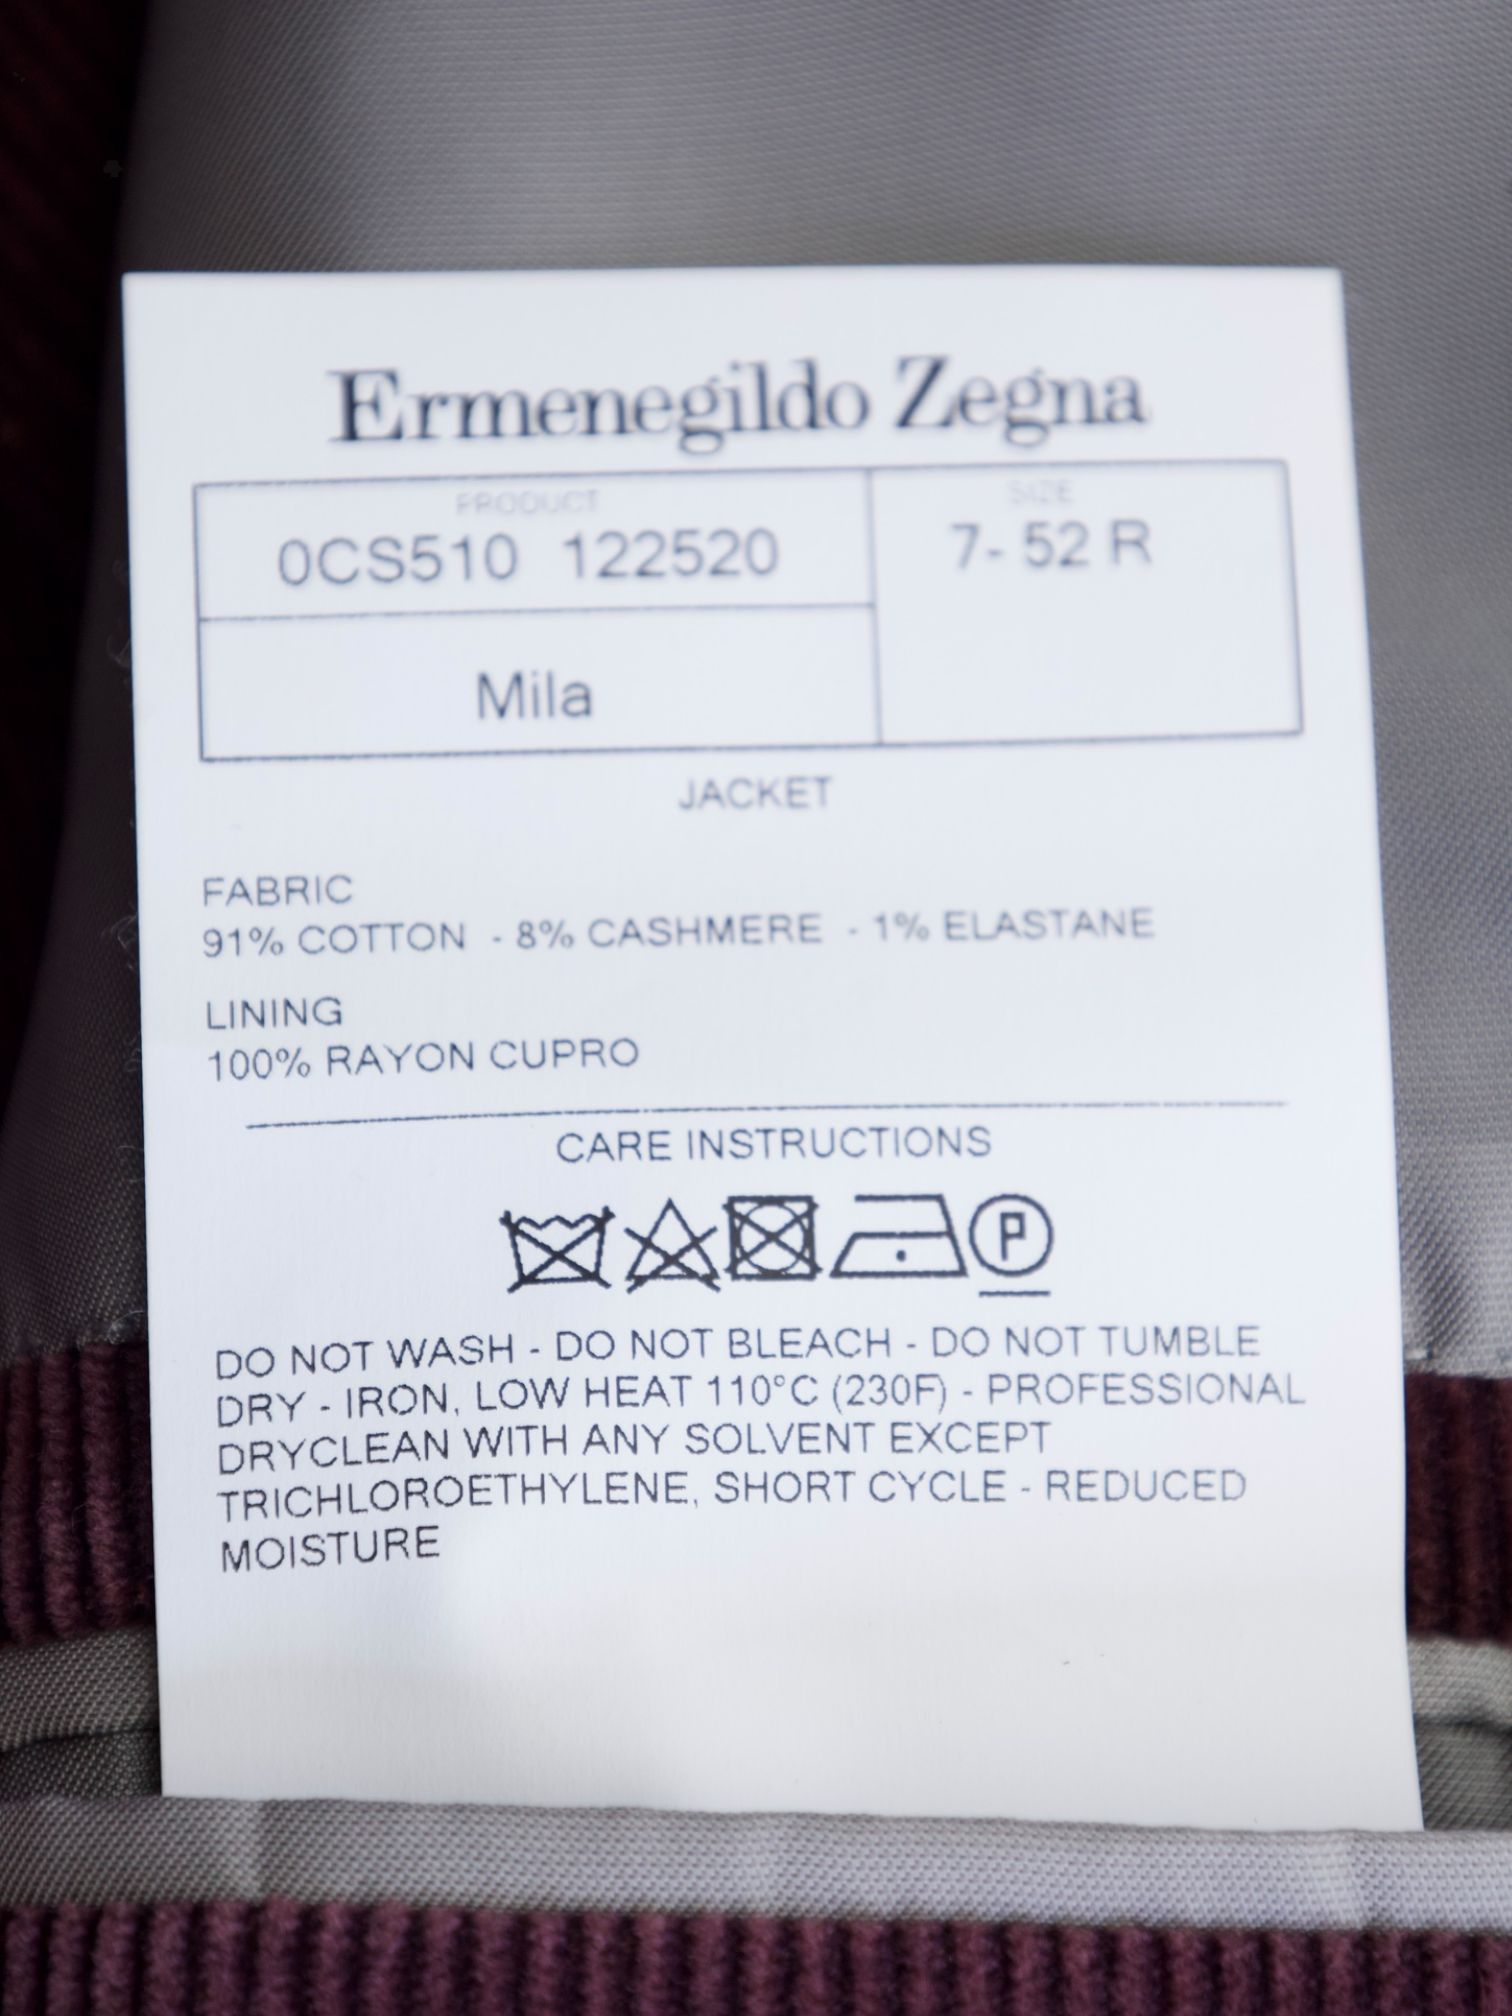 Ermenegildo Zegna
PRODUCT
0CS510 122520
SIZE
7- 52 R
Mila
JACKET
FABRIC
91% COTTON - 8% CASHMERE - 1% ELASTANE
LINING
100% RAYON CUPRO
CARE INSTRUCTIONS
P
DO NOT WASH - DO NOT BLEACH - DO NOT TUMBLE
DRY - IRON, LOW HEAT 110°C (230F) - PROFESSIONAL
DRYCLEAN WITH ANY SOLVENT EXCEPT
TRICHLOROETHYLENE, SHORT CYCLE - REDUCED
MOISTURE